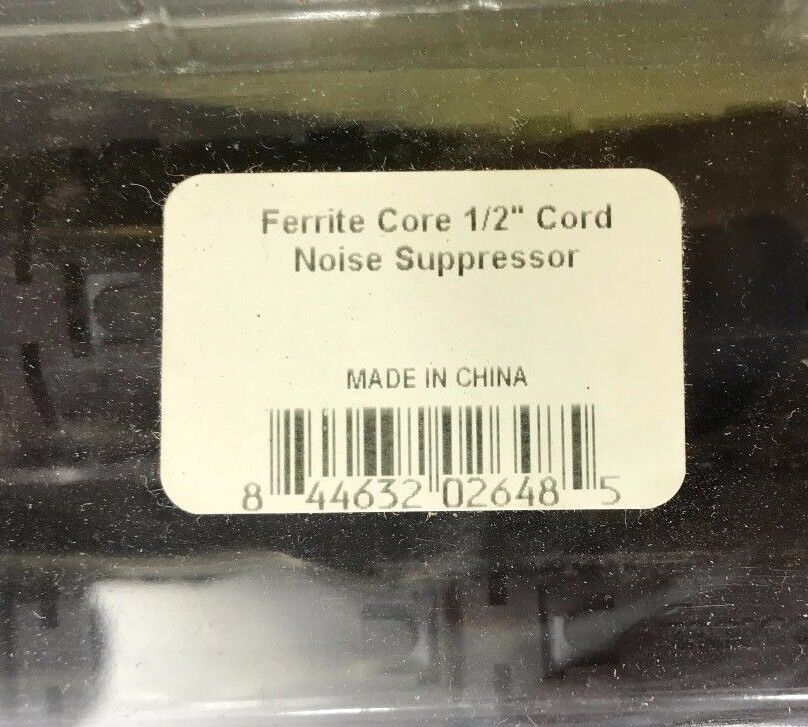 Ferrite Core 1/2" Cord
Noise Suppressor
MADE IN CHINA
8 44632 02648 5